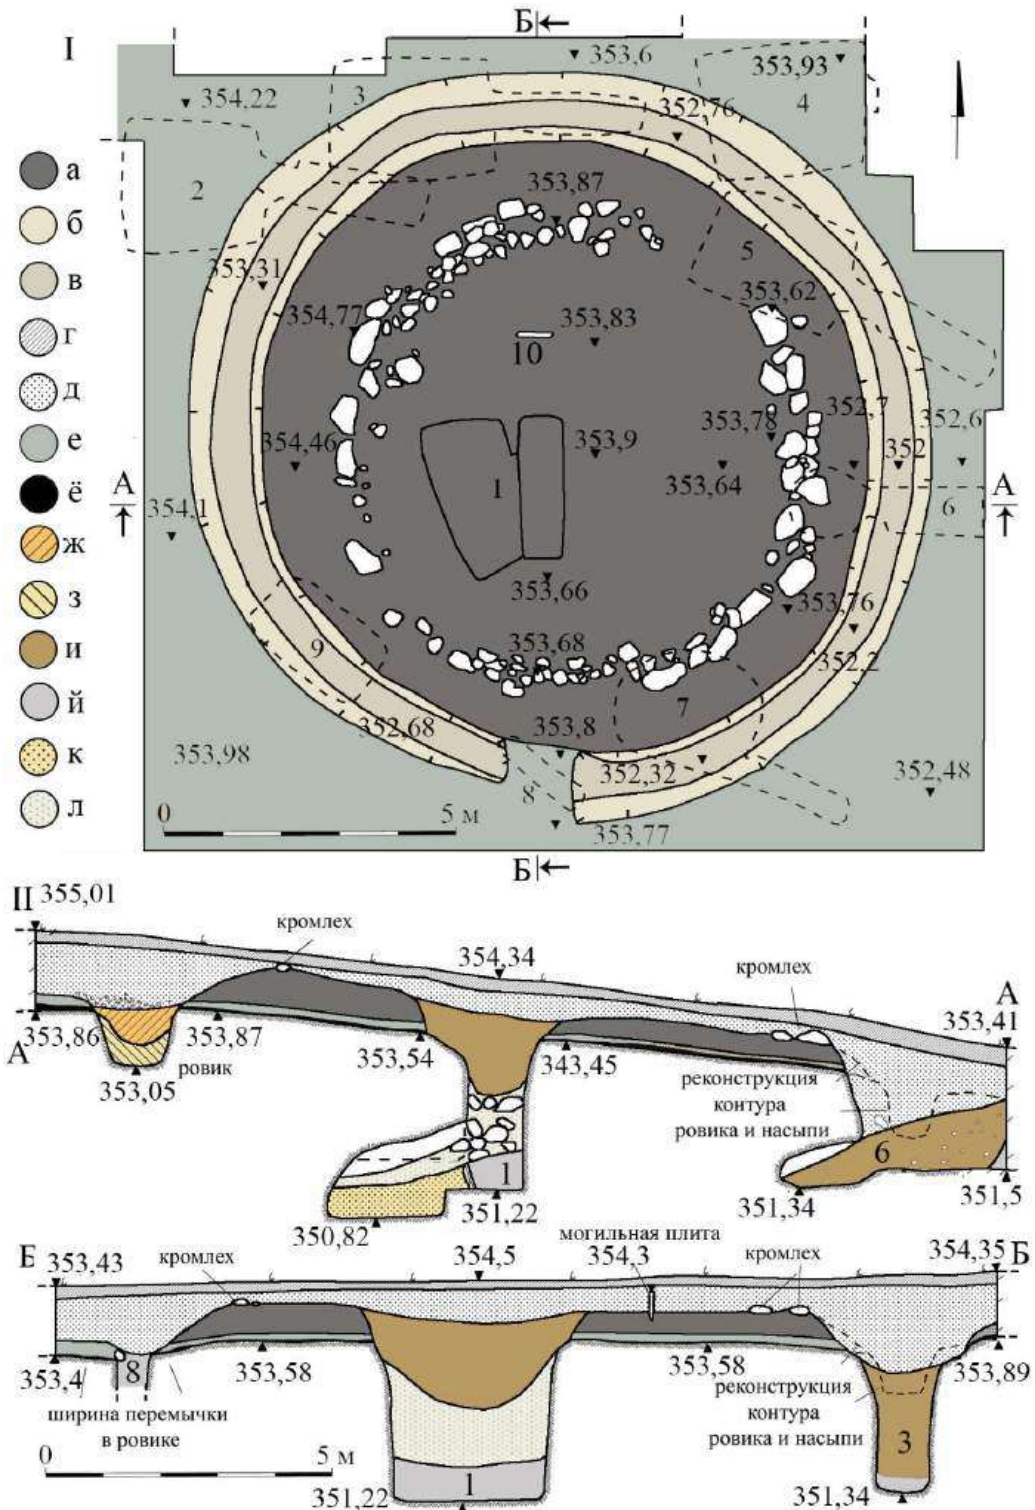 I
Б
353,6
353,93
354,22
3
352,76
4
а
2
353,87
б
5
в
353,31
353,62
г
354,77
353,83
10
д
352,7
352,6
е
353,78
354,46
353,9
352
ё
А
1
353,64
А
354,1
6
ж
з
353,66
353,76
и
9
353,68
352,2
й
7
352,68
353,8
к
353,98
352,32
352,48
л
8
0
5 м
353,77
Б
II
355,01
кромлех
354,34
кромлех
А
353,41
353,86
353,87
А
353,54
343,45
ровик
353,05
реконструкция
контура
ровика и насыпи
6
1
351,22
351,34
351,5
350,82
могильная плита
Б
353,43
кромлех
354,5
354,3
кромлех
354,35
Б
8
353,4
353,58
353,58
353,89
ширина перемычки
в ровике
реконструкция
контура
ровика и насыпи
3
0
5 м
1
351,22
351,34